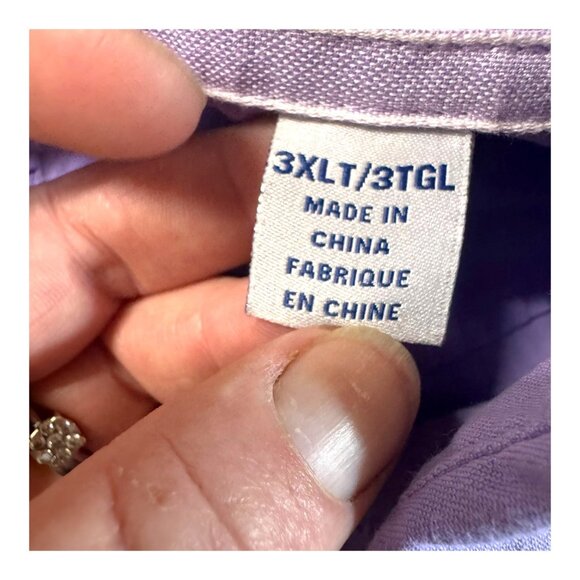 3XLT/3TGL
MADE IN
CHINA
FABRIQUE
EN CHINE